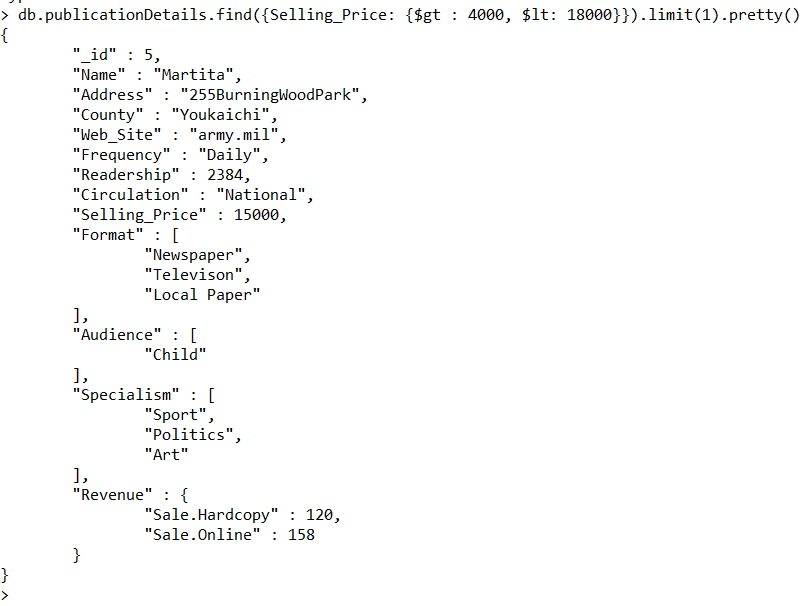 > db.publicationDetails.find({Selling_Price: {$gt : 4000, $lt: 18000}}).limit(1).pretty()
{
        "_id" : 5,
        "Name" : "Martita",
        "Address" : "255BurningWoodPark",
        "County" : "Youkaichi",
        "Web_Site" : "army.mil",
        "Frequency" : "Daily",
        "Readership" : 2384,
        "Circulation" : "National",
        "Selling_Price" : 15000,
        "Format" : [
                "Newspaper",
                "Televison",
                "Local Paper"
        ],
        "Audience" : [
                "Child"
        ],
        "Specialism" : [
                "Sport",
                "Politics",
                "Art"
        ],
        "Revenue" : {
                "Sale.Hardcopy" : 120,
                "Sale.Online" : 158
        }
}
>